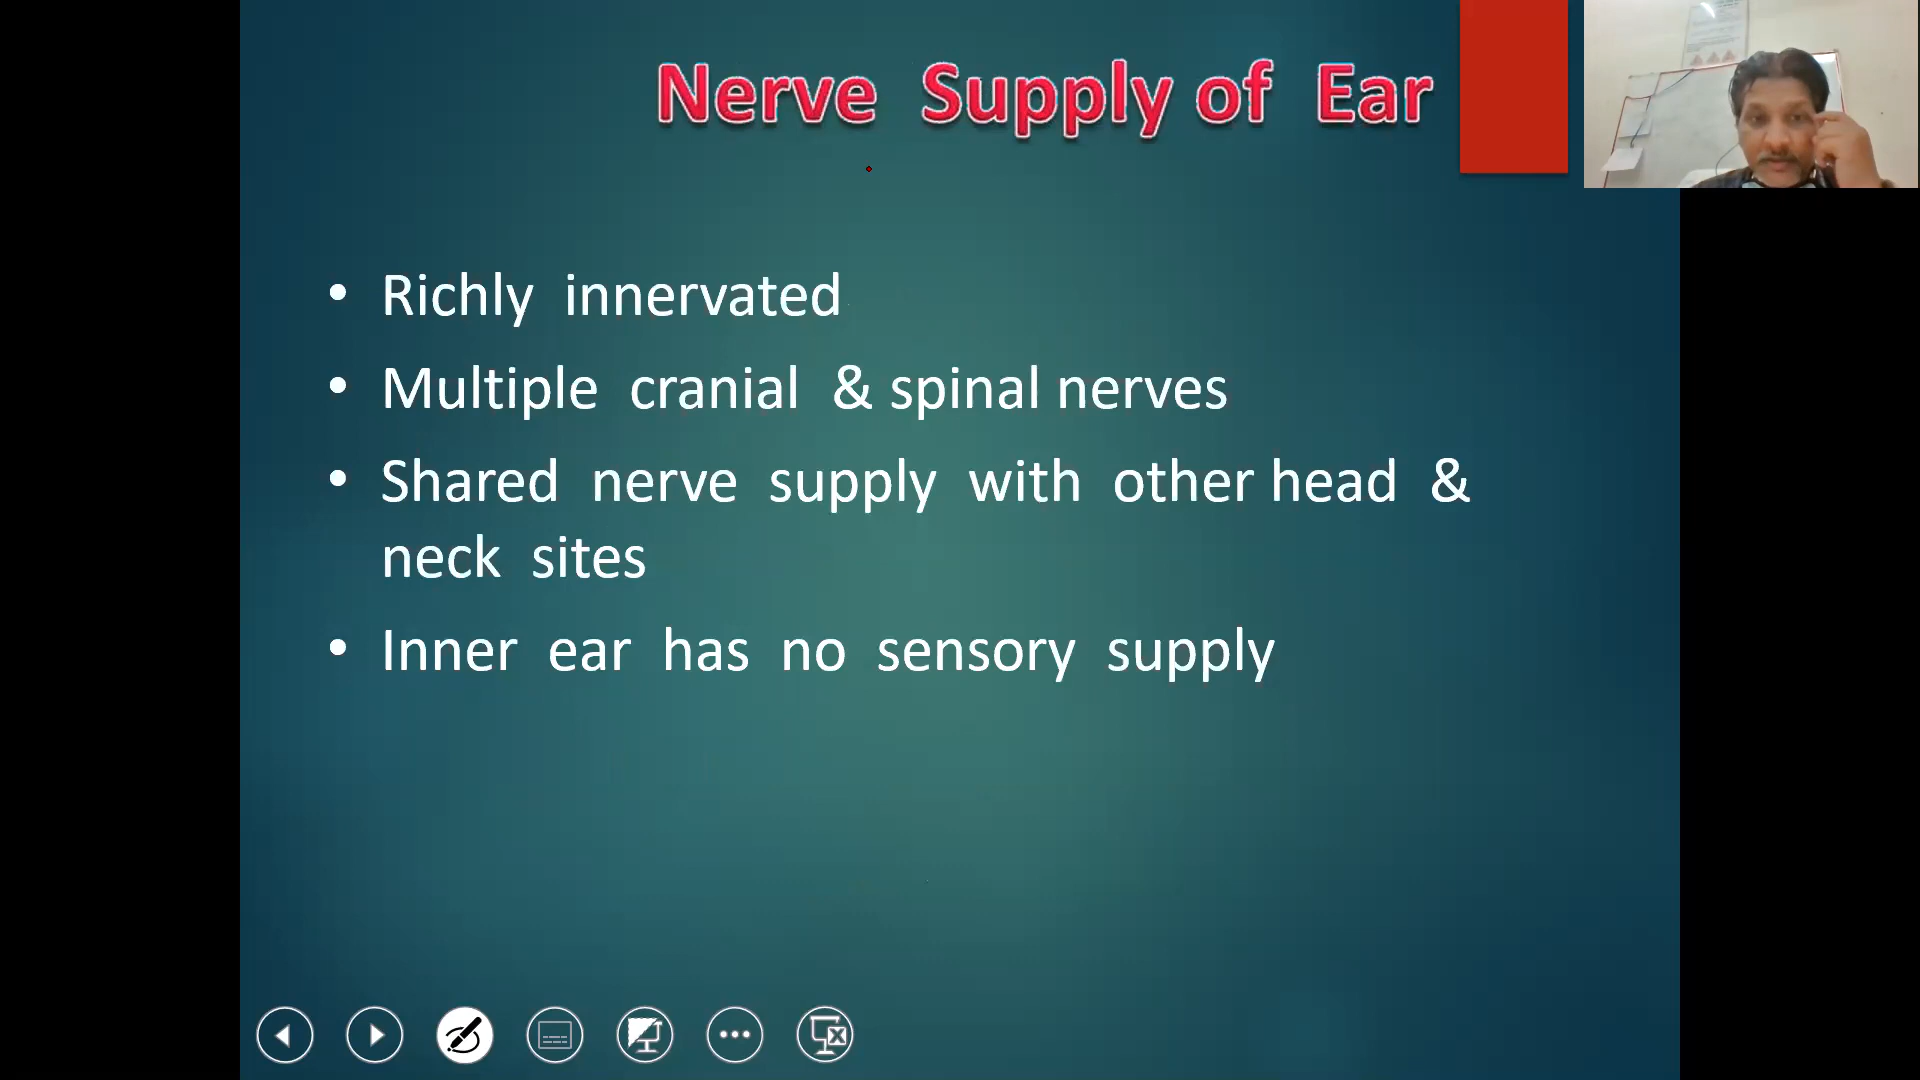 Nerve Supply of Ear
• Richly innervated
• Multiple cranial & spinal nerves
• Shared nerve supply with other head &
neck sites
• Inner ear has no sensory supply